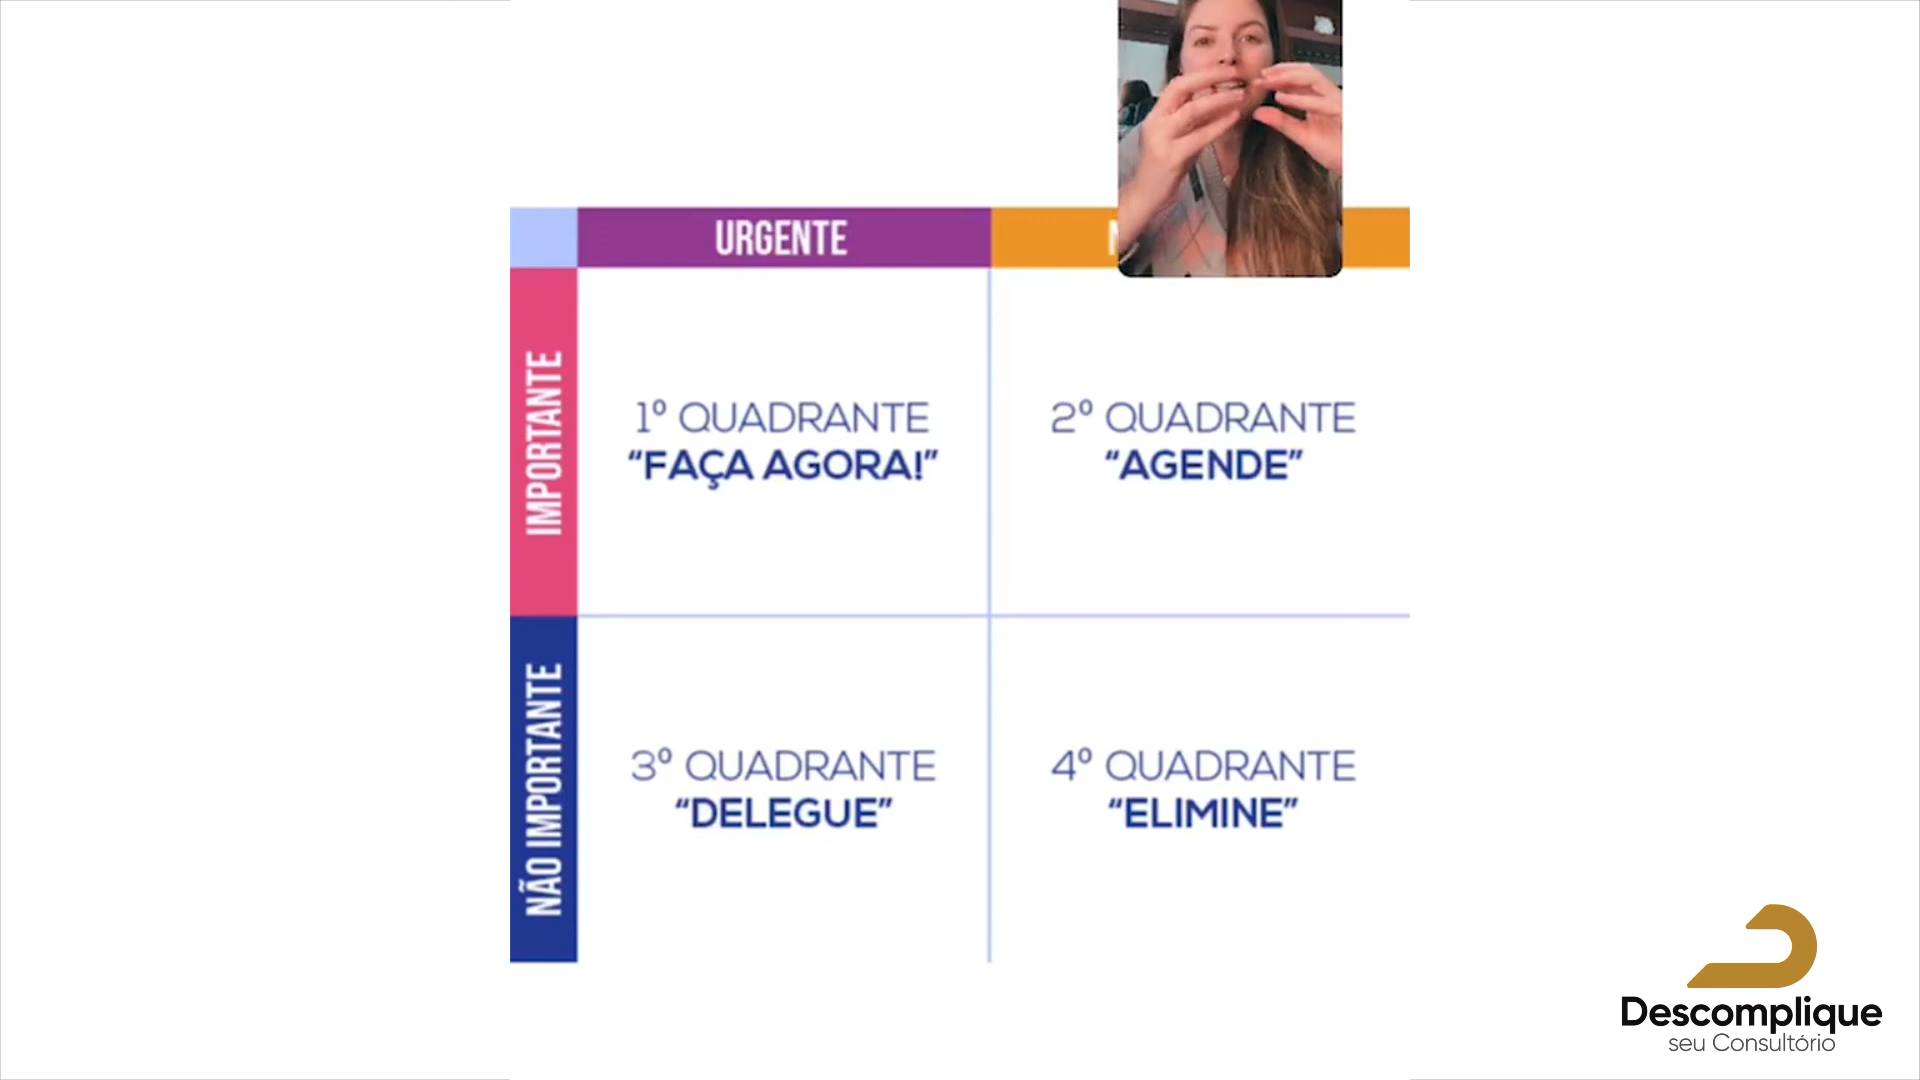 URGENTE
IMPORTANTE
1º QUADRANTE
“FAÇA AGORA!”
2º QUADRANTE
“AGENDE”
NÃO IMPORTANTE
3º QUADRANTE
“DELEGUE”
4º QUADRANTE
“ELIMINE”
Descomplique
seu Consultório